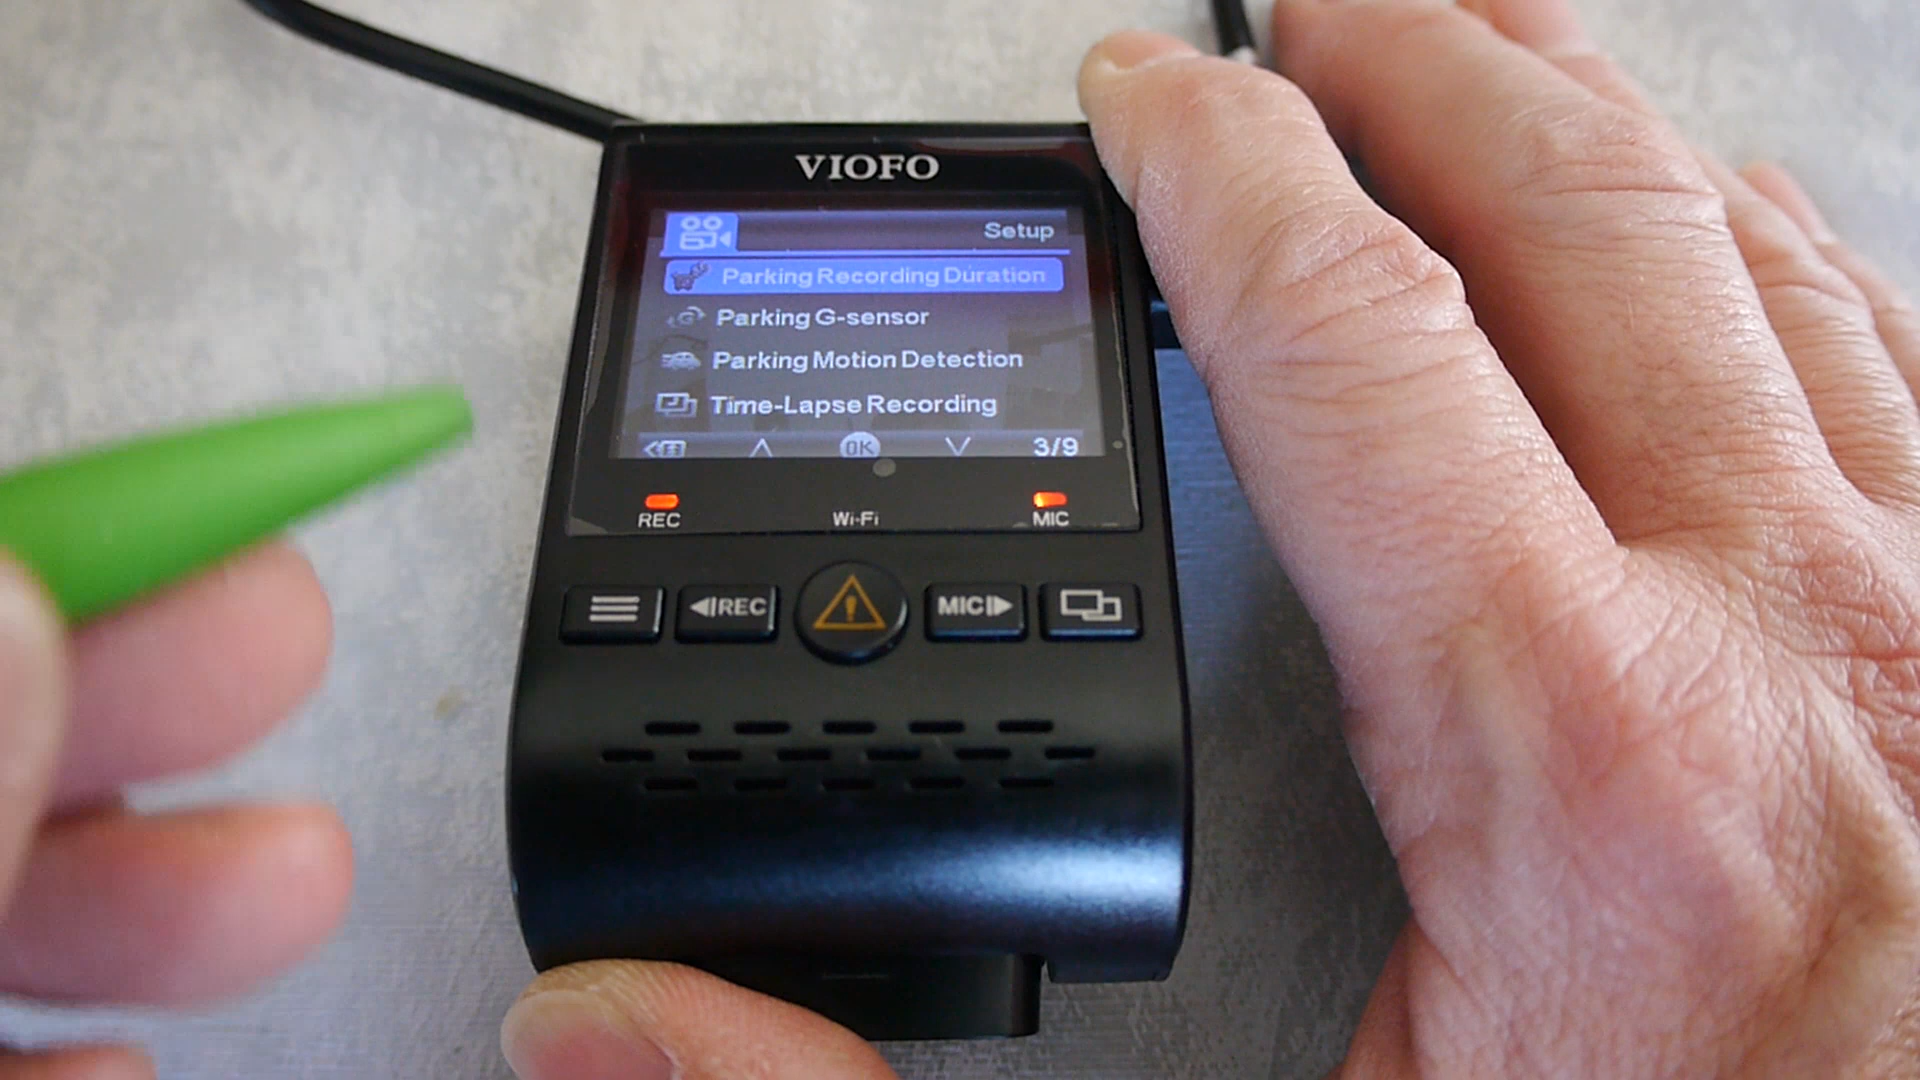 VIOFO
Setup
Parking Recording Duration
Parking G-sensor
Parking Motion Detection
Time-Lapse Recording
OK 3/9
REC Wi-Fi MIC
REC MIC